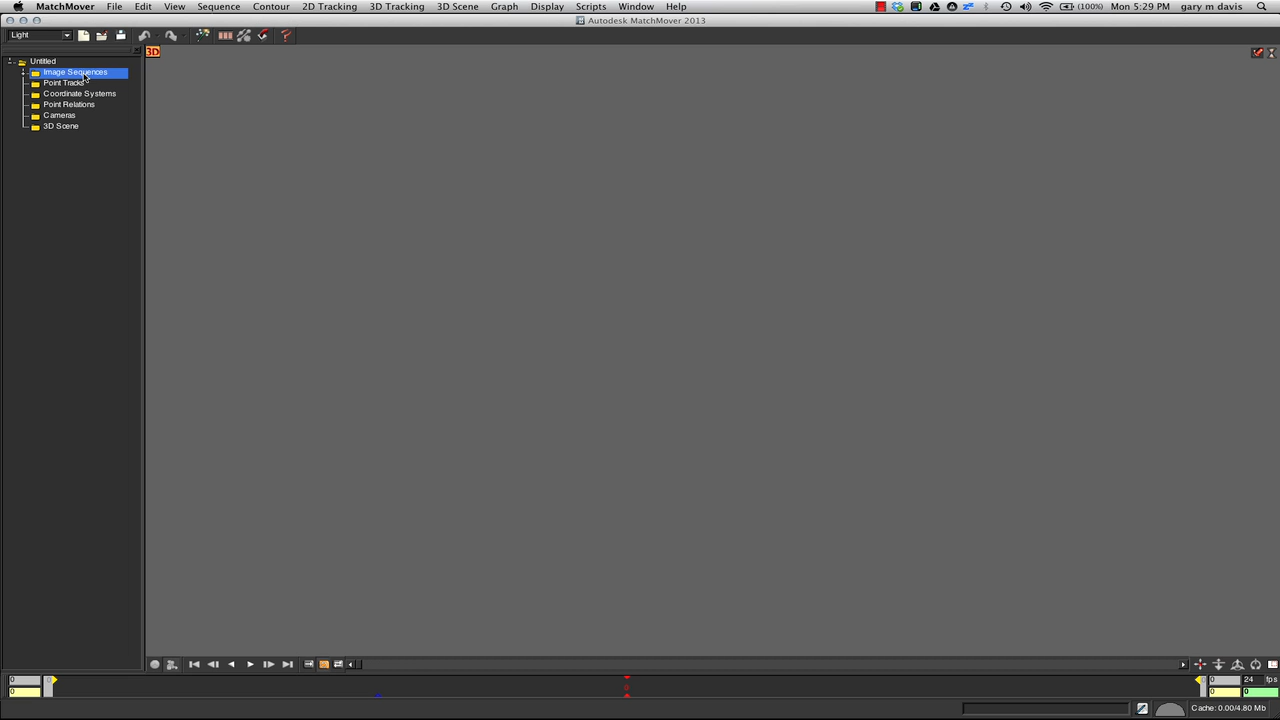 MatchMover File Edit View Sequence Contour 2D Tracking 3D Tracking 3D Scene Graph Display Scripts Window Help (100%) Mon 5:29 PM gary m davis
Autodesk MatchMover 2013
Light
3D
Untitled
Image Sequences
Point Tracks
Coordinate Systems
Point Relations
Cameras
3D Scene
0 0 0 24 fps
0 0 0
Cache: 0.00/4.80 Mb